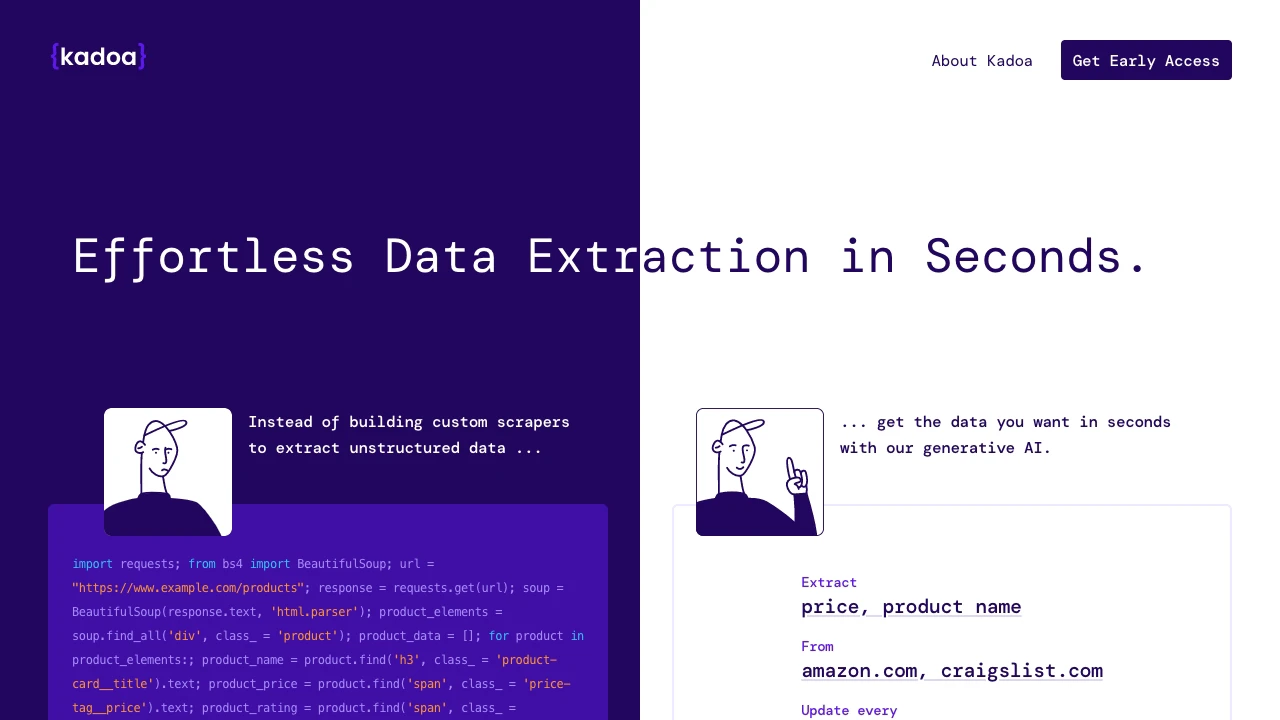 {kadoa}
About Kadoa
Get Early Access
Effortless Data Extraction in Seconds.
Instead of building custom scrapers
to extract unstructured data ...
... get the data you want in seconds
with our generative AI.
import requests; from bs4 import BeautifulSoup; url =
"https://www.example.com/products"; response = requests.get(url); soup =
BeautifulSoup(response.text, 'html.parser'); product_elements =
soup.find_all('div', class_ = 'product'); product_data = []; for product in
product_elements:; product_name = product.find('h3', class_ = 'product-
card__title').text; product_price = product.find('span', class_ = 'price-
tag__price').text; product_rating = product.find('span', class_ =
Extract
price, product name
From
amazon.com, craigslist.com
Update every